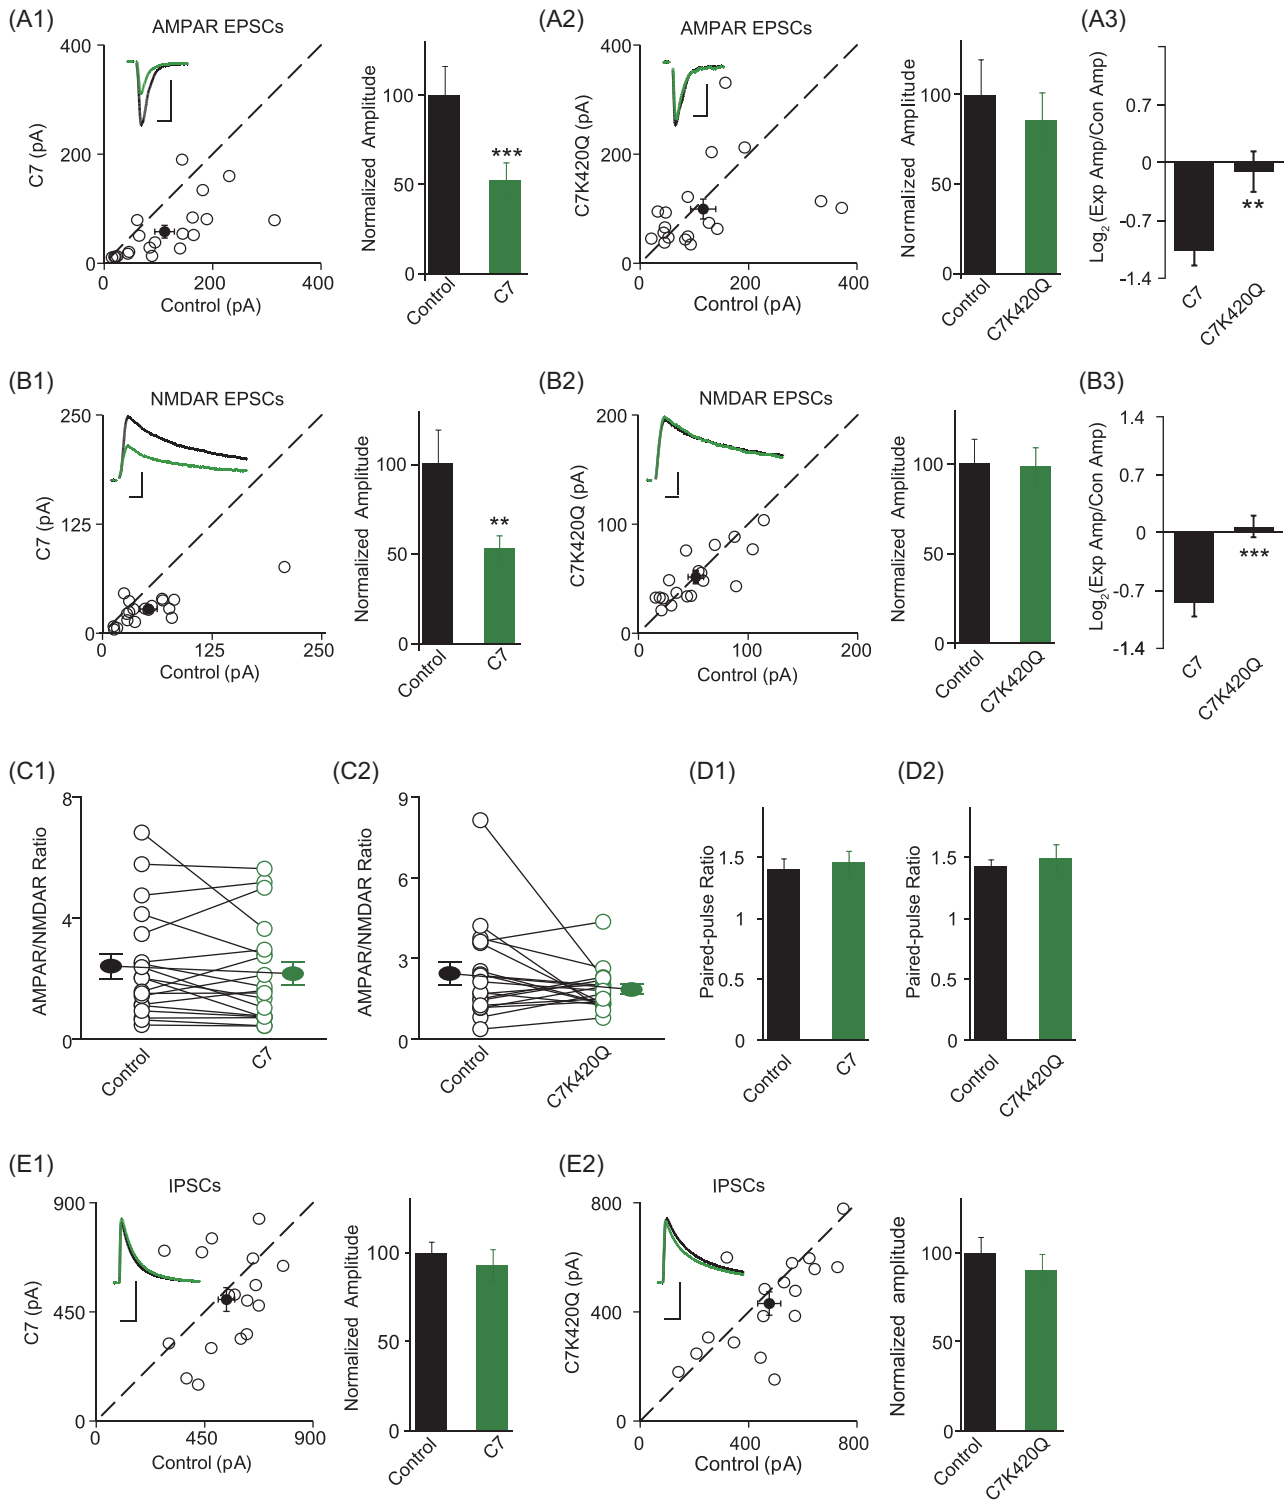 (A1)
AMPAR EPSCs
400
200
0
C7 (pA)
200
400
Control (pA)
Normalized Amplitude
100
50
0
***
Control
C7
(A2)
AMPAR EPSCs
400
200
0
C7K420Q (pA)
200
400
Control (pA)
Normalized Amplitude
100
50
0
Control
C7K420Q
(A3)
Log2(Exp Amp/Con Amp)
0.7
0
-0.7
-1.4
**
C7
C7K420Q
(B1)
NMDAR EPSCs
250
125
0
C7 (pA)
0
125
250
Control (pA)
Normalized Amplitude
100
50
0
**
Control
C7
(B2)
NMDAR EPSCs
200
100
0
C7K420Q (pA)
0
100
200
Control (pA)
Normalized Amplitude
100
50
0
Control
C7K420Q
(B3)
Log2(Exp Amp/Con Amp)
1.4
0.7
0
-0.7
-1.4
***
C7
C7K420Q
(C1)
AMPAR/NMDAR Ratio
8
4
0
Control
C7
(C2)
AMPAR/NMDAR Ratio
9
6
3
0
Control
C7K420Q
(D1)
Paired-pulse Ratio
1.5
1
0.5
0
Control
C7
(D2)
Paired-pulse Ratio
1.5
1
0.5
0
Control
C7K420Q
(E1)
IPSCs
900
450
0
C7 (pA)
0
450
900
Control (pA)
Normalized Amplitude
100
50
0
Control
C7
(E2)
IPSCs
800
400
0
C7K420Q (pA)
0
400
800
Control (pA)
Normalized amplitude
100
50
0
Control
C7K420Q